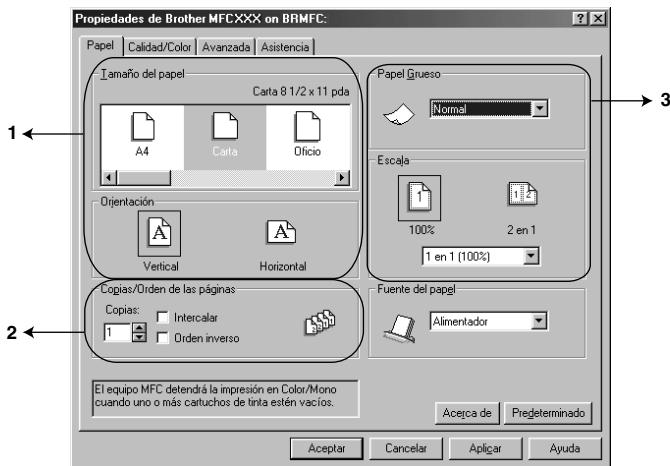 Propiedades de Brother MFCXXX on BRMFC:
Papel Calidad/Color Avanzada Asistencia
Tamaño del papel
Carta 8 1/2 x 11 pda
A4 Carta Oficio
Orientación
A A
Vertical Horizontal
Copias/Orden de las páginas
Copias:
1
Intercalar
Orden inverso
Papel Grueso
Normal
Escala
1 1 2
100% 2 en 1
1 en 1 (100%)
Fuente del papel
Alimentador
El equipo MFC detendrá la impresión en Color/Mono
cuando uno o más cartuchos de tinta estén vacíos.
Acerca de Predeterminado
Aceptar Cancelar Aplicar Ayuda
1
2
3